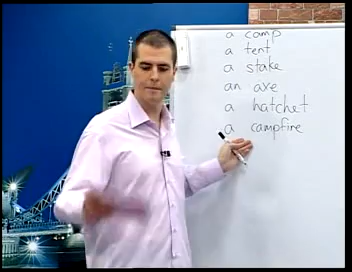 a camp
a tent
a stake
an axe
a hatchet
a campfire